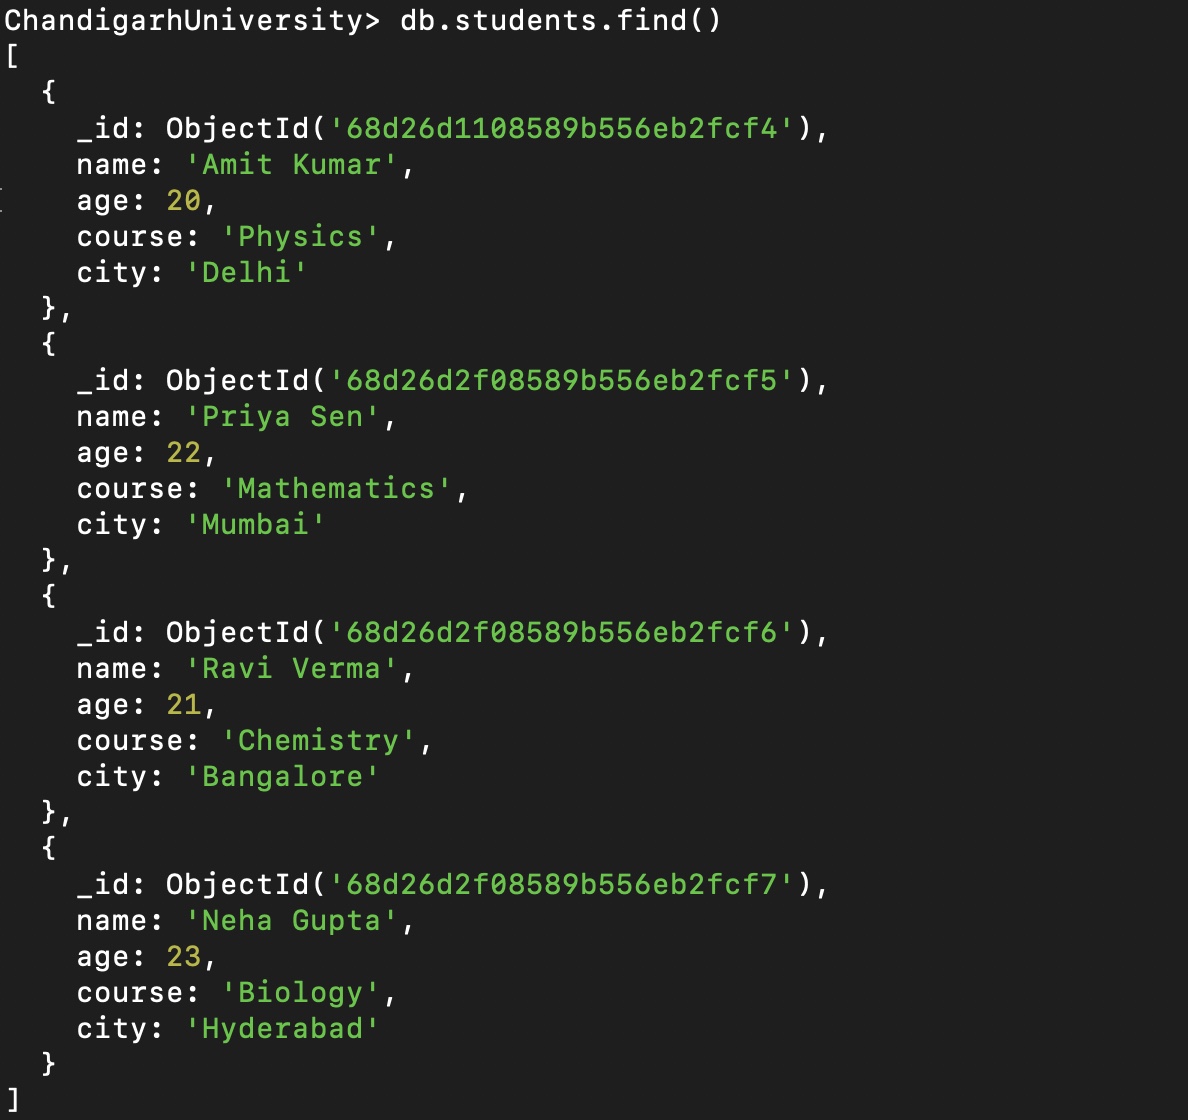 ChandigarhUniversity> db.students.find()
[
  {
    _id: ObjectId('68d26d1108589b556eb2fcf4'),
    name: 'Amit Kumar',
    age: 20,
    course: 'Physics',
    city: 'Delhi'
  },
  {
    _id: ObjectId('68d26d2f08589b556eb2fcf5'),
    name: 'Priya Sen',
    age: 22,
    course: 'Mathematics',
    city: 'Mumbai'
  },
  {
    _id: ObjectId('68d26d2f08589b556eb2fcf6'),
    name: 'Ravi Verma',
    age: 21,
    course: 'Chemistry',
    city: 'Bangalore'
  },
  {
    _id: ObjectId('68d26d2f08589b556eb2fcf7'),
    name: 'Neha Gupta',
    age: 23,
    course: 'Biology',
    city: 'Hyderabad'
  }
]